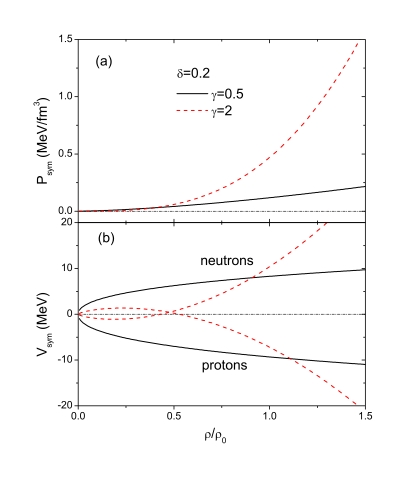 1.5
(a)
δ=0.2
γ=0.5
γ=2
1.0
0.5
0.0
P_sym (MeV/fm³)
20
(b)
neutrons
10
0
-10
protons
-20
V_sym (MeV)
0.0 0.5 1.0 1.5
ρ/ρ₀